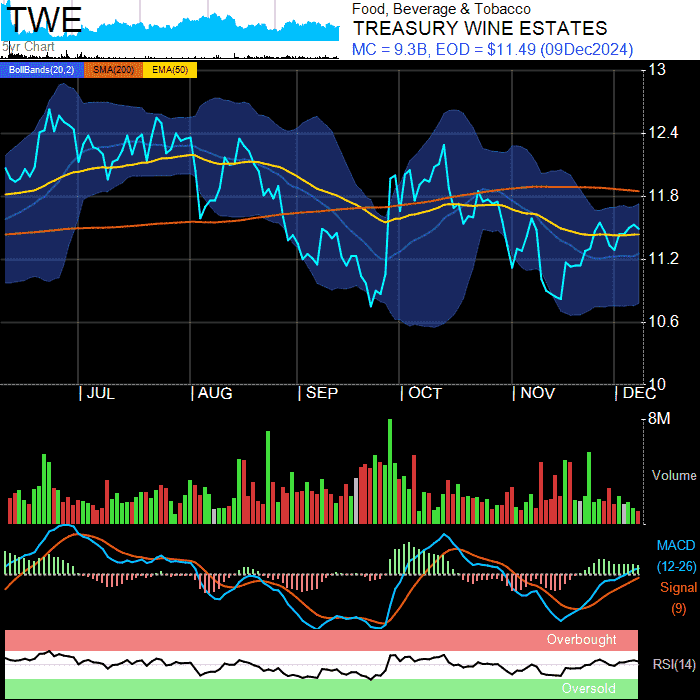 TWE
5yr Chart
Food, Beverage & Tobacco
TREASURY WINE ESTATES
MC = 9.3B, EOD = $11.49 (09Dec2024)
BollBands(20,2) SMA(200) EMA(50)
13
12.4
11.8
11.2
10.6
10
JUL AUG SEP OCT NOV DEC
8M
Volume
MACD
(12-26)
Signal
(9)
Overbought
RSI(14)
Oversold